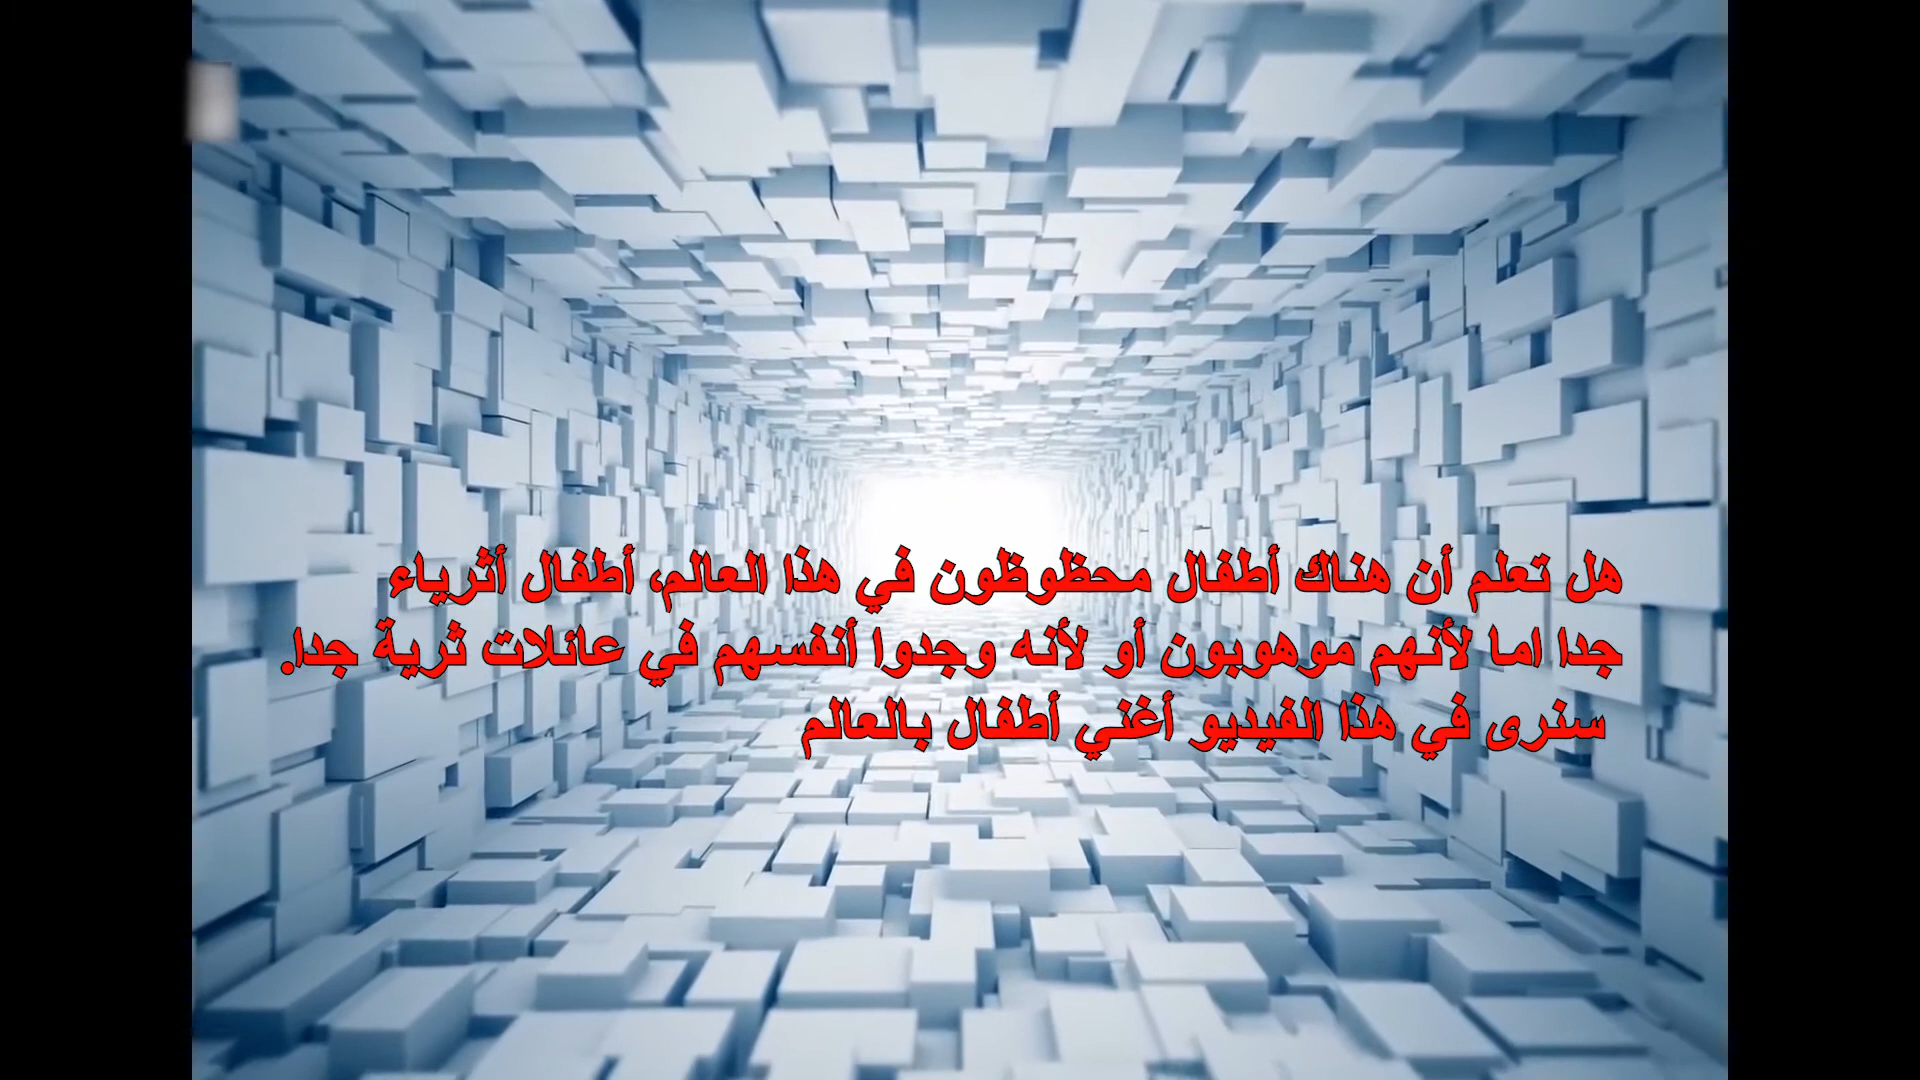 هل تعلم أن هناك أطفال محظوظون في هذا العالم، أطفال أثرياء
جدا اما لأنهم موهوبون أو لأنه وجدوا أنفسهم في عائلات ثرية جدا.
سنرى في هذا الفيديو أغني أطفال بالعالم